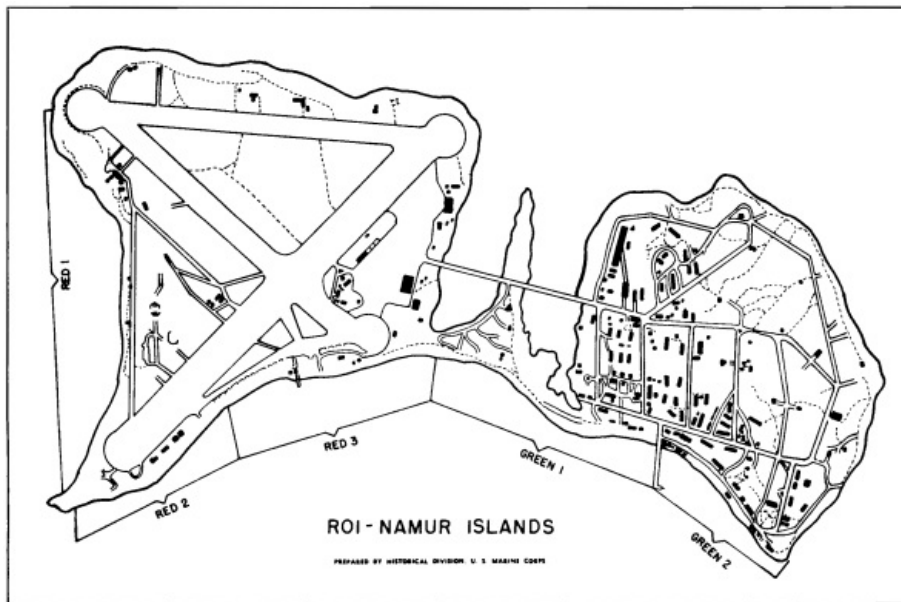 RED 1
RED 2
RED 3
GREEN 1
GREEN 2
ROI-NAMUR ISLANDS
PREPARED BY HISTORICAL DIVISION, U. S. MARINE CORPS